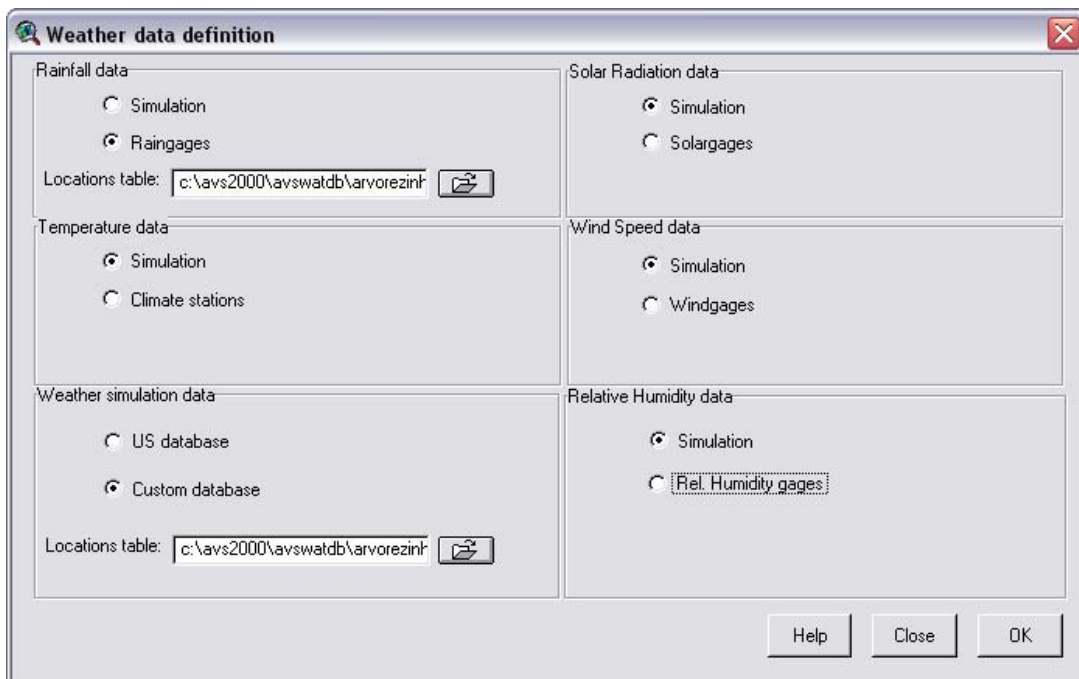 Weather data definition
Rainfall data
Simulation
Raingages
Locations table: c:\avs2000\avswatdb\arvorezinh
Solar Radiation data
Simulation
Solargages
Temperature data
Simulation
Climate stations
Wind Speed data
Simulation
Windgages
Weather simulation data
US database
Custom database
Locations table: c:\avs2000\avswatdb\arvorezinh
Relative Humidity data
Simulation
Rel. Humidity gages
Help
Close
OK